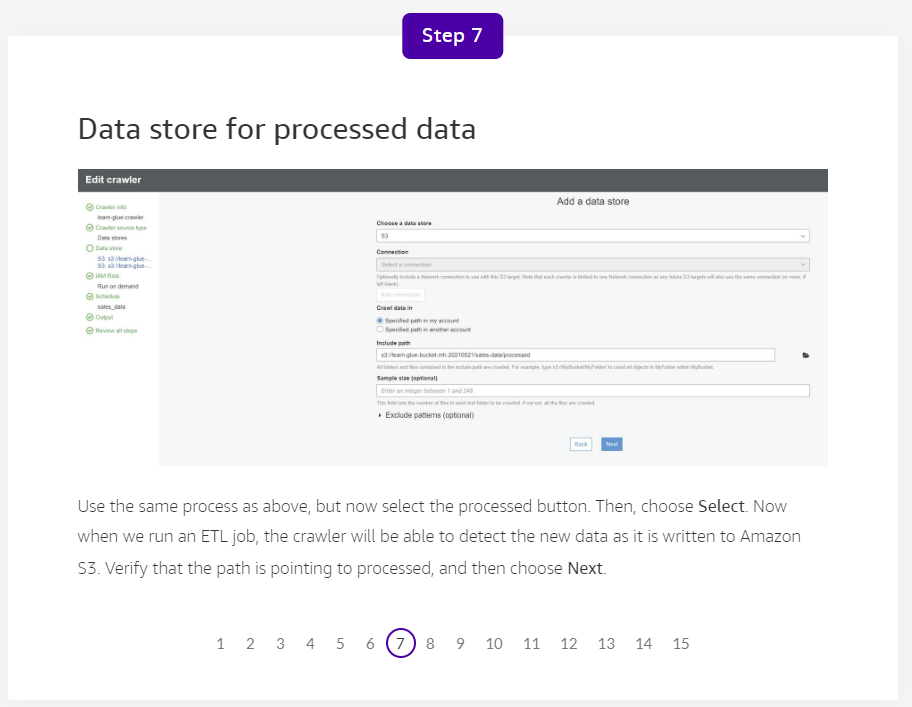 Step 7
Data store for processed data
Edit crawler
Add a data store
Crawler info
learn-glue-crawler
Crawler source type
Data stores
Data store
S3: s3://learn-glue-...
S3: s3://learn-glue-...
IAM Role
Run on demand
Schedule
sales_data
Output
Review all steps
Choose a data store
S3
Connection
Select a connection
Optionally include a Network connection to use with this S3 target. Note that each crawler is limited to one Network connection so any future S3 targets will also use the same connection (or none, if
left blank).
Add connection
Crawl data in
Specified path in my account
Specified path in another account
Include path
s3://learn-glue-bucket-mh-20210521/sales-data/processed
All folders and files contained in the include path are crawled. For example, type s3://MyBucket/MyFolder/ to crawl all objects in MyFolder within MyBucket.
Sample size (optional)
Enter an integer between 1 and 249
This field sets the number of files in each leaf folder to be crawled. If not set, all the files are crawled.
Exclude patterns (optional)
Back Next
Use the same process as above, but now select the processed button. Then, choose Select. Now
when we run an ETL job, the crawler will be able to detect the new data as it is written to Amazon
S3. Verify that the path is pointing to processed, and then choose Next.
1 2 3 4 5 6 7 8 9 10 11 12 13 14 15